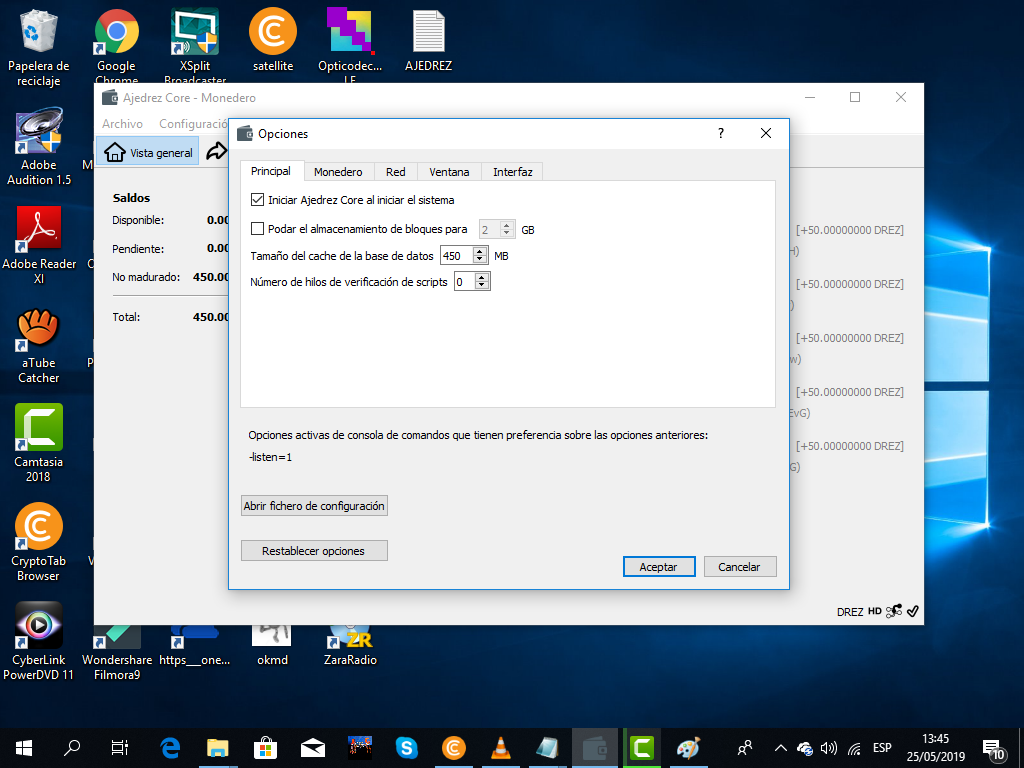 Papelera de
reciclaje
Google
Chrome
XSplit
Broadcaster
satellite
Opticodec...
LE
AJEDREZ
Adobe
Audition 1.5
Adobe Reader
XI
aTube
Catcher
Camtasia
2018
CryptoTab
Browser
CyberLink
PowerDVD 11
Wondershare
Filmora9
https___one...
okmd
ZaraRadio
ZR
Ajedrez Core - Monedero
Archivo
Vista general
Saldos
Disponible: 0.00
Pendiente: 0.00
No madurado: 450.00
Total: 450.00
[+50.00000000 DREZ]
[+50.00000000 DREZ]
[+50.00000000 DREZ]
[+50.00000000 DREZ]
EvG)
[+50.00000000 DREZ]
DREZ HD
Opciones
?
Principal Monedero Red Ventana Interfaz
Iniciar Ajedrez Core al iniciar el sistema
Podar el almacenamiento de bloques para 2 GB
Tamaño del cache de la base de datos 450 MB
Número de hilos de verificación de scripts 0
Opciones activas de consola de comandos que tienen preferencia sobre las opciones anteriores:
-listen=1
Abrir fichero de configuración
Restablecer opciones
Aceptar Cancelar
ESP
13:45
25/05/2019
10